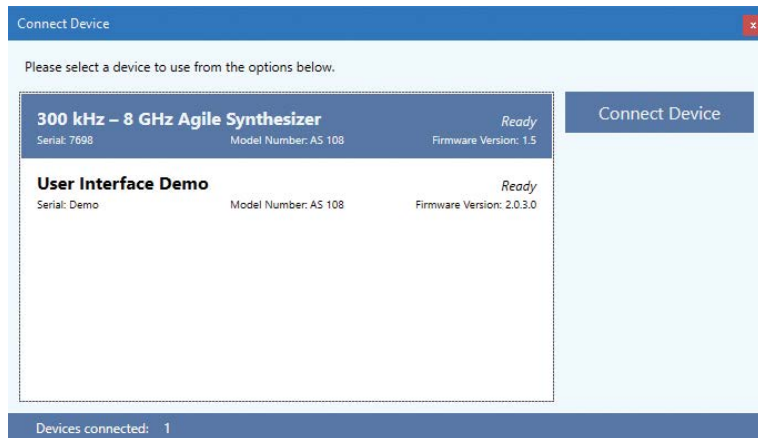 Connect Device
x
Please select a device to use from the options below.
300 kHz – 8 GHz Agile Synthesizer Ready
Serial: 7698 Model Number: AS 108 Firmware Version: 1.5
Connect Device
User Interface Demo Ready
Serial: Demo Model Number: AS 108 Firmware Version: 2.0.3.0
Devices connected: 1